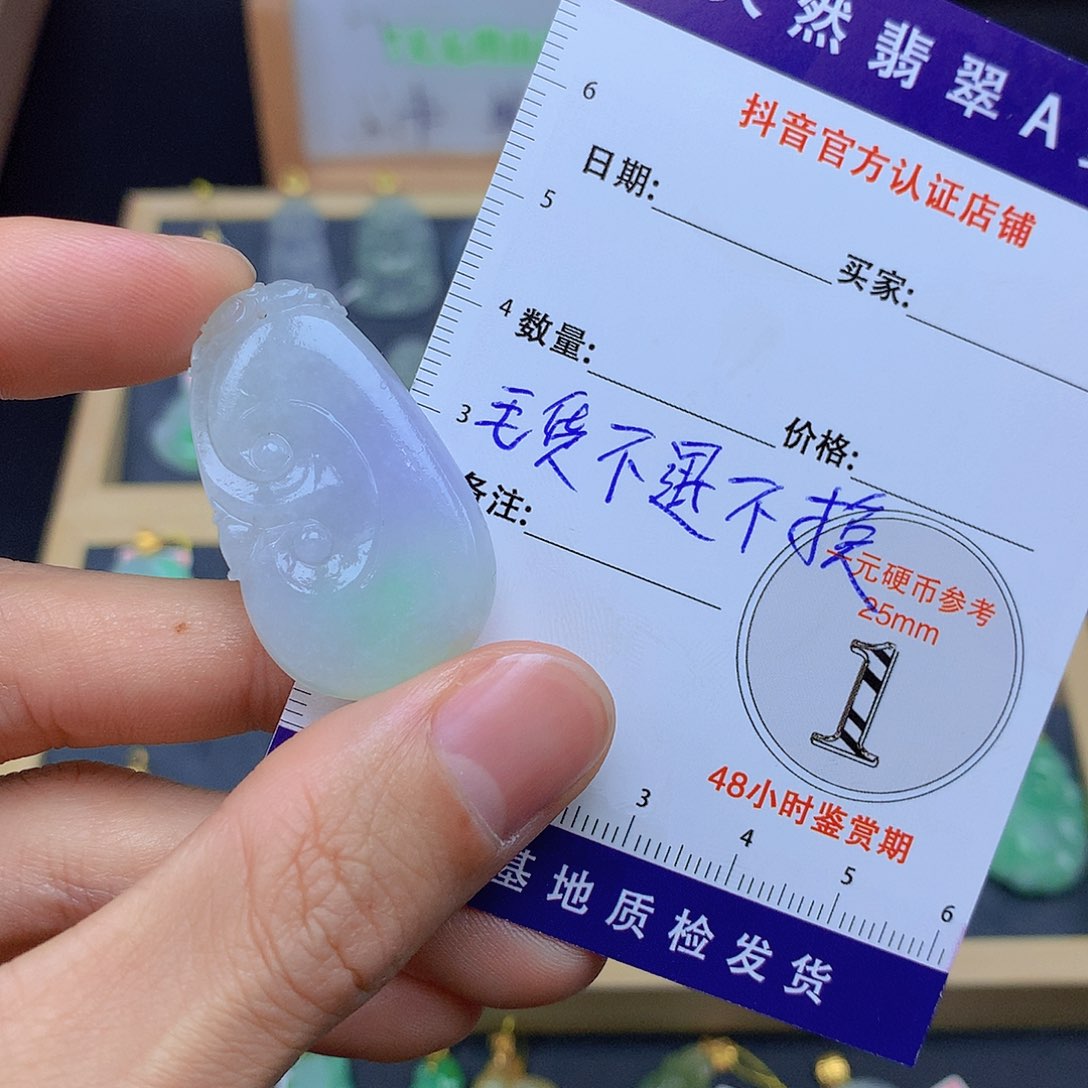 然翡翠A
抖音官方认证店铺
6
日期:
买家:
5
4
数量:
价格:
3
毛货不退不换
备注:
一元硬币参考
25mm
1
48小时鉴赏期
3
4
5
6
基地质检发货